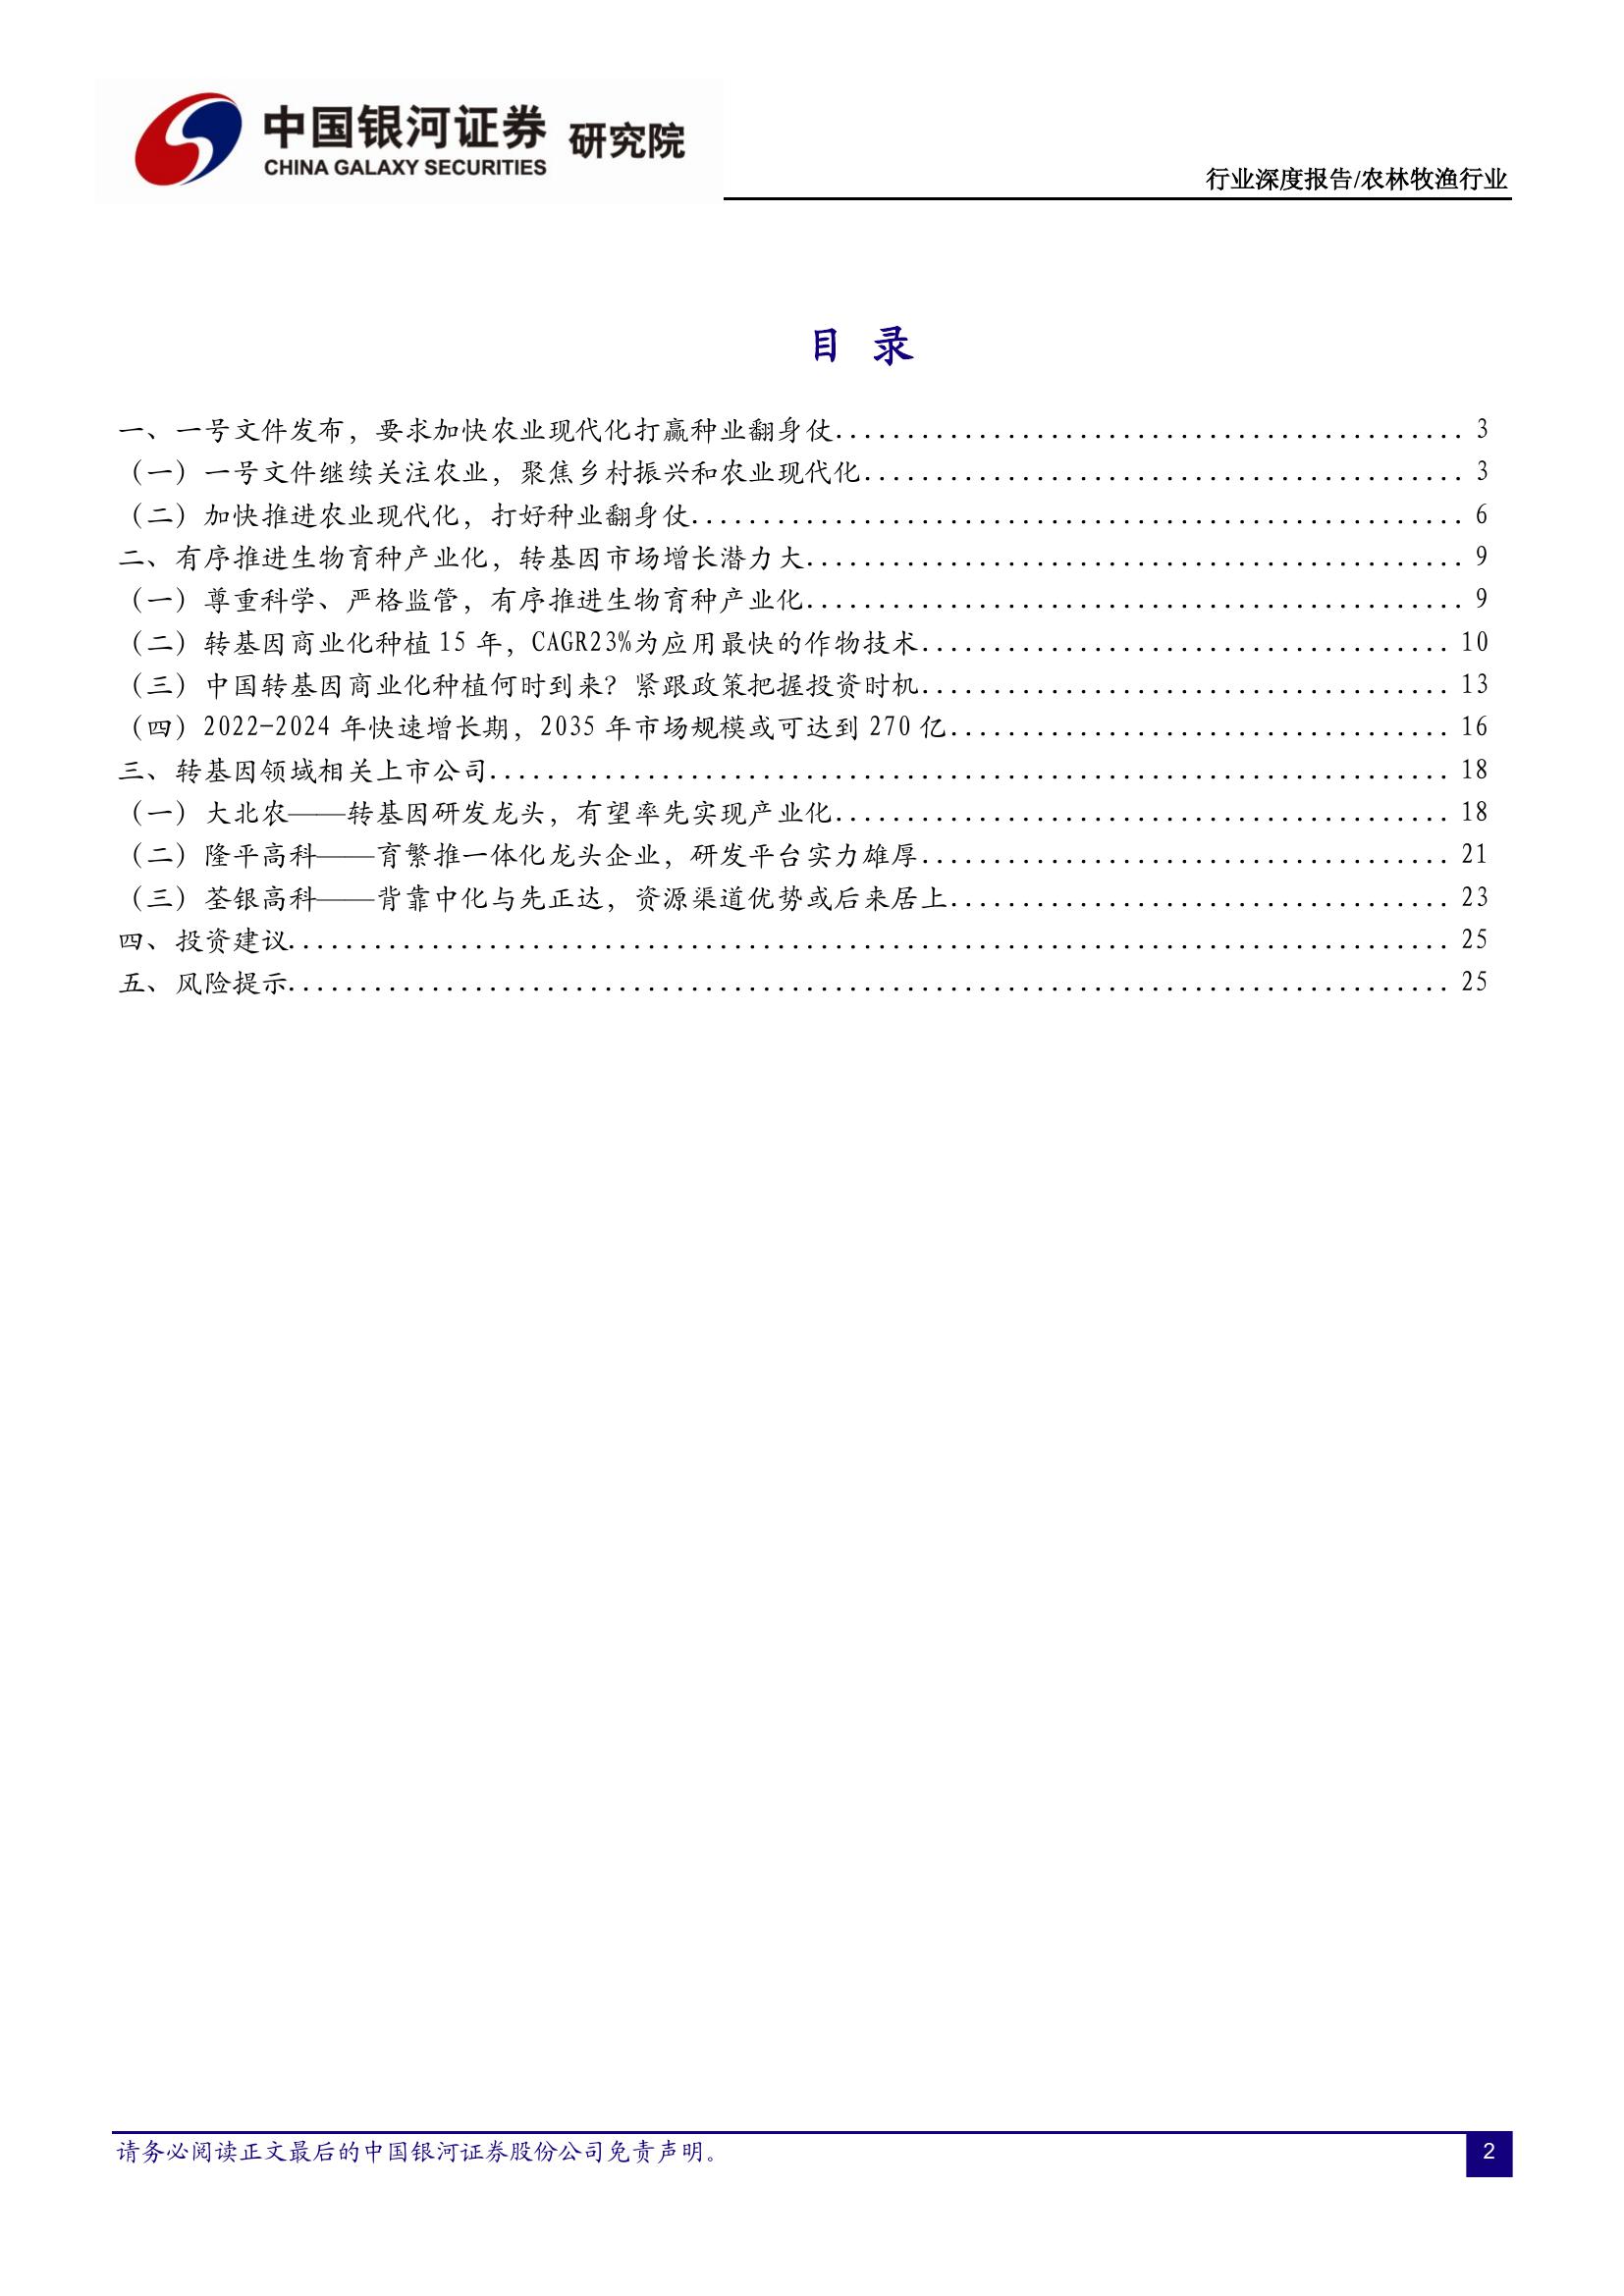 中国银河证券 研究院
CHINA GALAXY SECURITIES
行业深度报告/农林牧渔行业
目 录
一、一号文件发布，要求加快农业现代化打赢种业翻身仗............................................ 3
（一）一号文件继续关注农业，聚焦乡村振兴和农业现代化.......................................... 3
（二）加快推进农业现代化，打好种业翻身仗...................................................... 6
二、有序推进生物育种产业化，转基因市场增长潜力大.............................................. 9
（一）尊重科学、严格监管，有序推进生物育种产业化.............................................. 9
（二）转基因商业化种植 15 年，CAGR23%为应用最快的作物技术..................................... 10
（三）中国转基因商业化种植何时到来？紧跟政策把握投资时机..................................... 13
（四）2022-2024 年快速增长期，2035 年市场规模或可达到 270 亿................................... 16
三、转基因领域相关上市公司................................................................... 18
（一）大北农——转基因研发龙头，有望率先实现产业化........................................... 18
（二）隆平高科——育繁推一体化龙头企业，研发平台实力雄厚..................................... 21
（三）荃银高科——背靠中化与先正达，资源渠道优势或后来居上................................... 23
四、投资建议................................................................................. 25
五、风险提示................................................................................. 25
请务必阅读正文最后的中国银河证券股份公司免责声明。
2